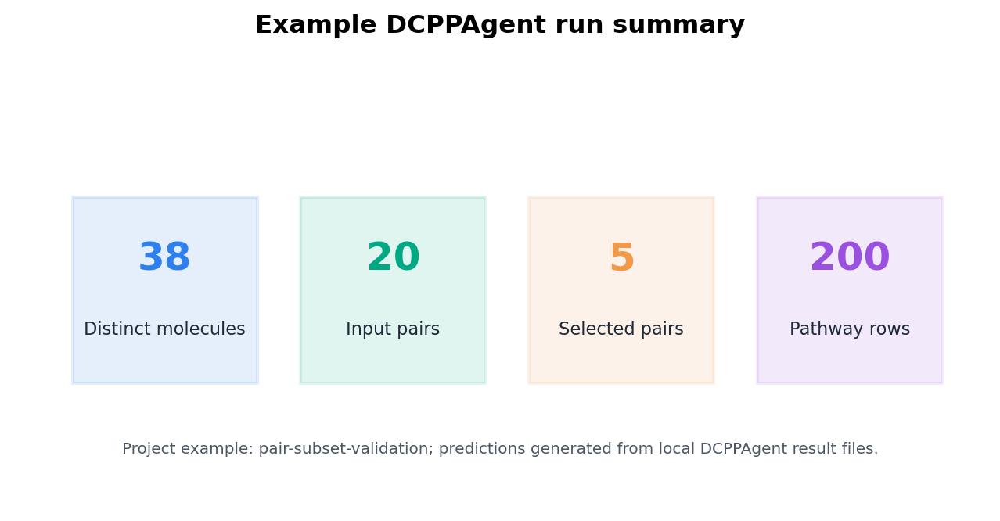 Example DCPPAgent run summary
38
20
5
200
Distinct molecules
Input pairs
Selected pairs
Pathway rows
Project example: pair-subset-validation; predictions generated from local DCPPAgent result files.